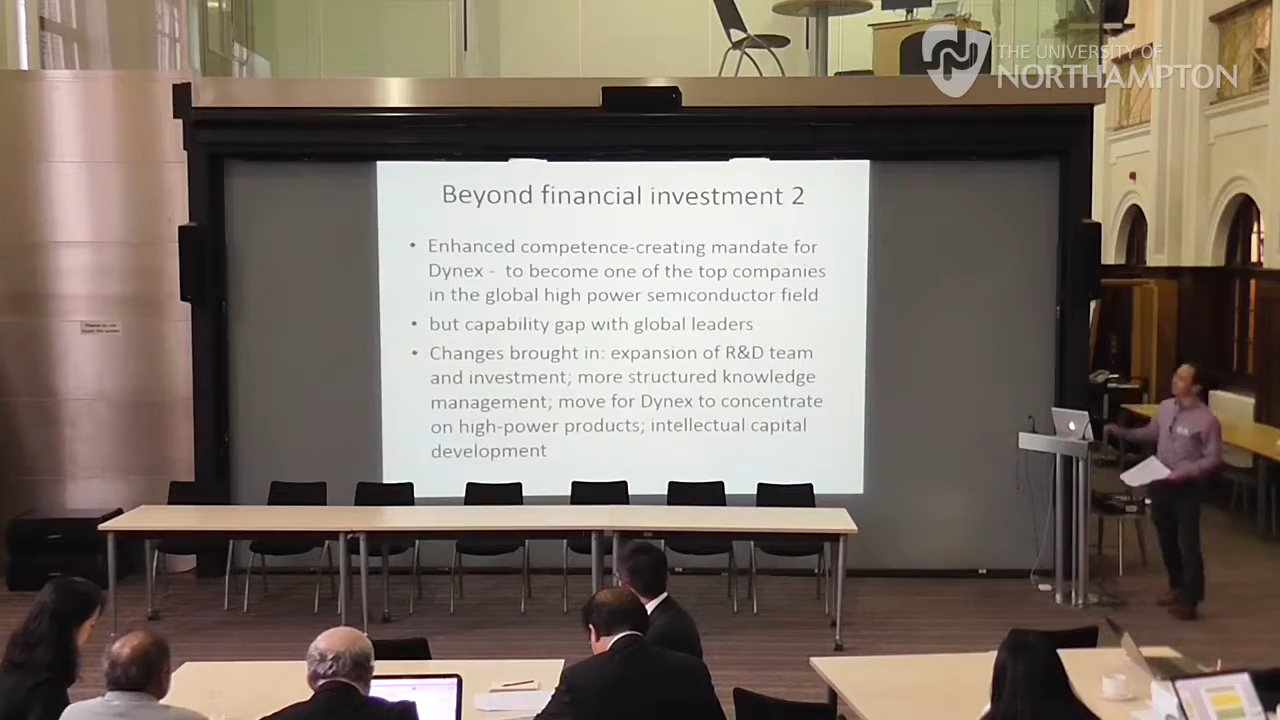 THE UNIVERSITY OF
NORTHAMPTON
Beyond financial investment 2
• Enhanced competence-creating mandate for
Dynex - to become one of the top companies
in the global high power semiconductor field
• but capability gap with global leaders
• Changes brought in: expansion of R&D team
and investment; more structured knowledge
management; move for Dynex to concentrate
on high-power products; intellectual capital
development